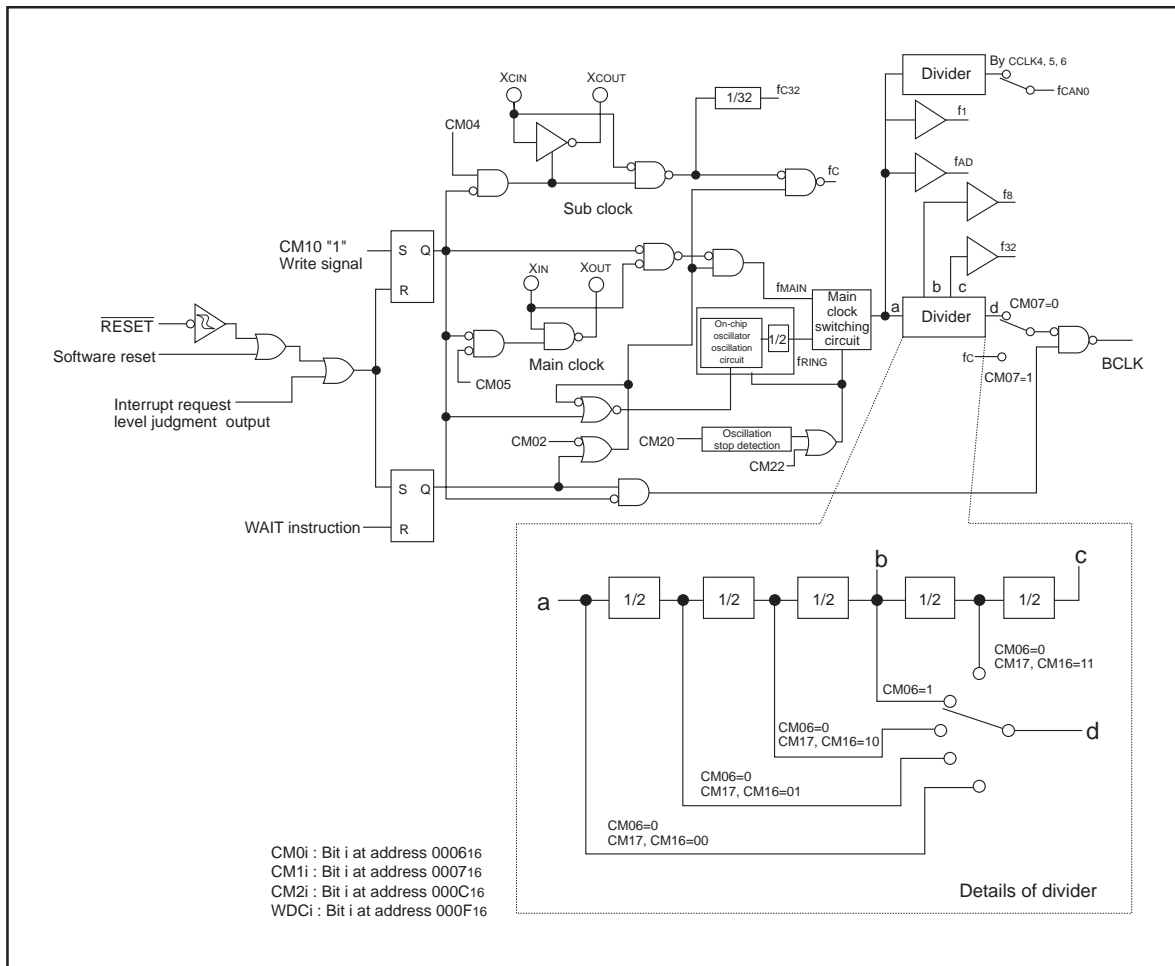 By CCLK4, 5, 6
Divider
fCAN0
XCIN
XCOUT
1/32
fC32
f1
CM04
fAD
fC
f8
Sub clock
CM10 "1"
Write signal
S Q
R
XIN
XOUT
f32
b c
fMAIN
Main
clock
switching
circuit
a
Divider
d
CM07=0
RESET
On-chip
oscillator
oscillation
circuit
1/2
Software reset
Main clock
fRING
fC
BCLK
CM05
CM07=1
Interrupt request
level judgment output
CM02
CM20
Oscillation
stop detection
CM22
S Q
R
WAIT instruction
b
c
a
1/2
1/2
1/2
1/2
1/2
CM06=0
CM17, CM16=11
CM06=1
CM06=0
CM17, CM16=10
d
CM06=0
CM17, CM16=01
CM06=0
CM17, CM16=00
CM0i : Bit i at address 000616
CM1i : Bit i at address 000716
CM2i : Bit i at address 000C16
WDCi : Bit i at address 000F16
Details of divider